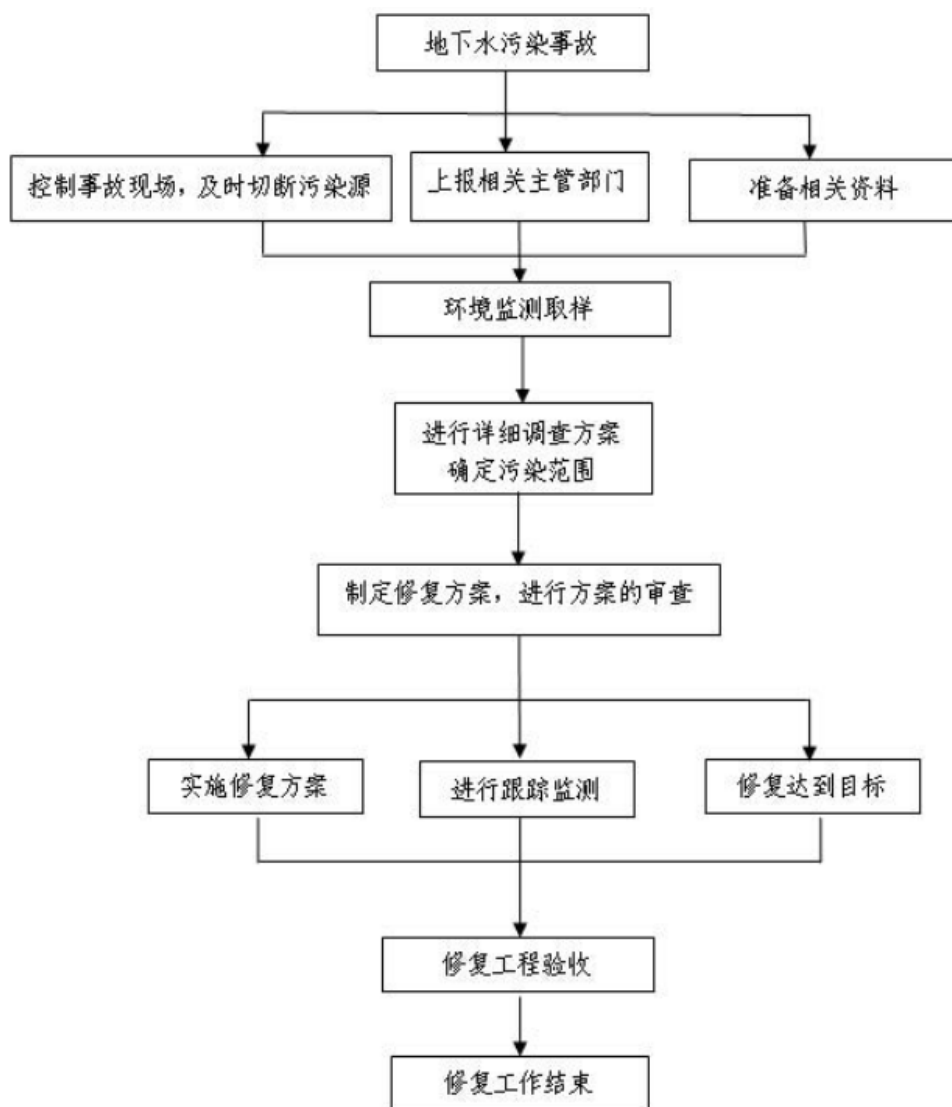 地下水污染事故
控制事故现场，及时切断污染源
上报相关主管部门
准备相关资料
环境监测取样
进行详细调查方案
确定污染范围
制定修复方案，进行方案的审查
实施修复方案
进行跟踪监测
修复达到目标
修复工程验收
修复工作结束